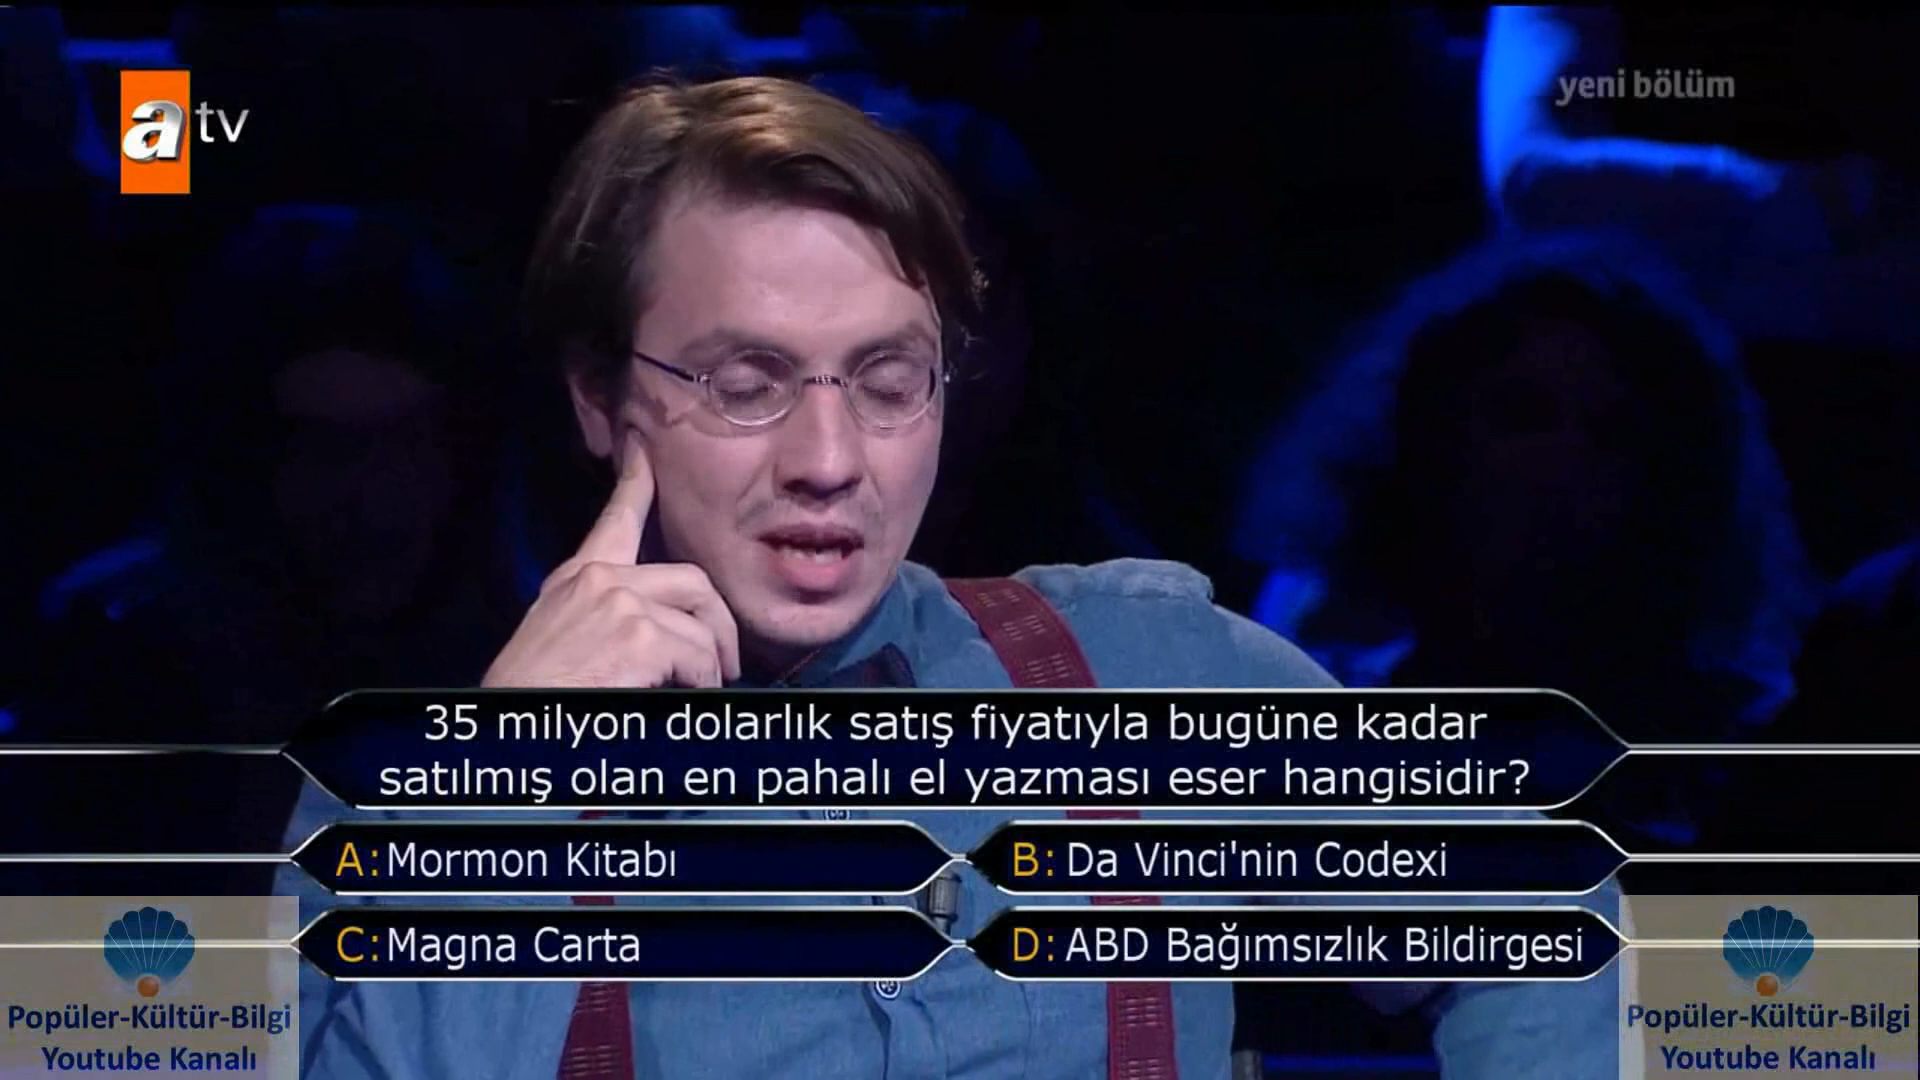 a tv
yeni bölüm
35 milyon dolarlık satış fiyatıyla bugüne kadar
satılmış olan en pahalı el yazması eser hangisidir?
A: Mormon Kitabı
B: Da Vinci'nin Codexi
C: Magna Carta
D: ABD Bağımsızlık Bildirgesi
Popüler-Kültür-Bilgi
Youtube Kanalı
Popüler-Kültür-Bilgi
Youtube Kanalı